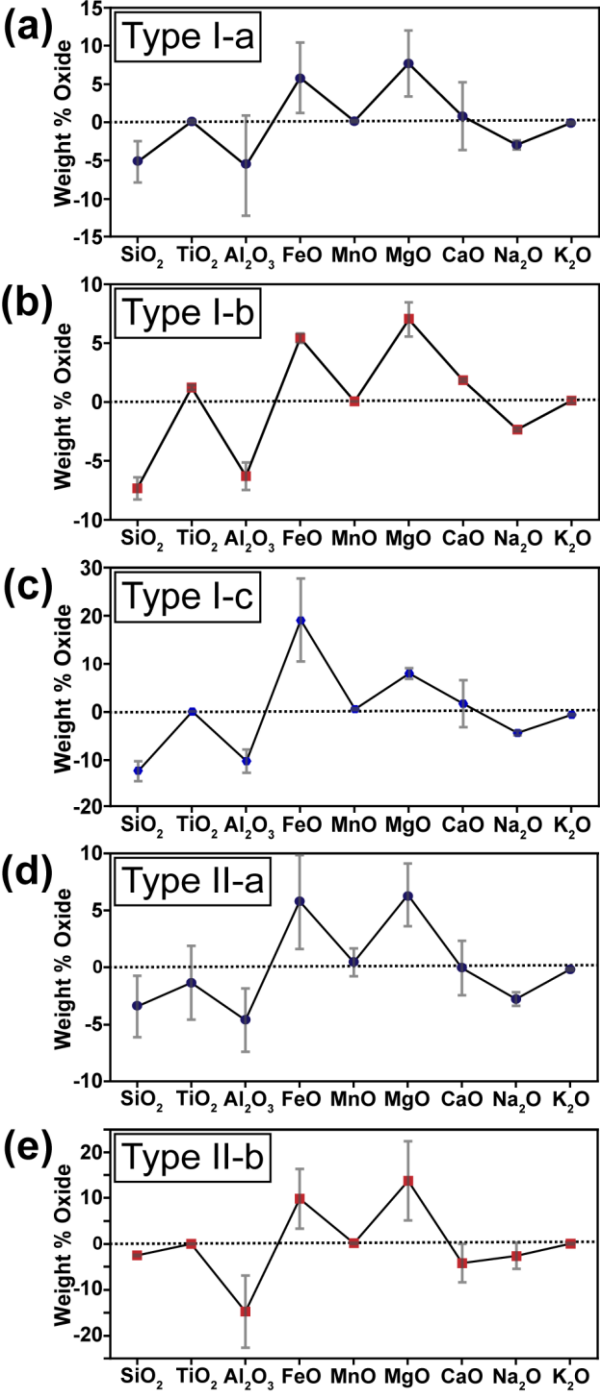 (a)
Type I-a
Weight % Oxide
15
10
5
0
-5
-10
-15
SiO₂ TiO₂ Al₂O₃ FeO MnO MgO CaO Na₂O K₂O
(b)
Type I-b
Weight % Oxide
10
5
0
-5
-10
SiO₂ TiO₂ Al₂O₃ FeO MnO MgO CaO Na₂O K₂O
(c)
Type I-c
Weight % Oxide
30
20
10
0
-10
-20
SiO₂ TiO₂ Al₂O₃ FeO MnO MgO CaO Na₂O K₂O
(d)
Type II-a
Weight % Oxide
10
5
0
-5
-10
SiO₂ TiO₂ Al₂O₃ FeO MnO MgO CaO Na₂O K₂O
(e)
Type II-b
Weight % Oxide
20
10
0
-10
-20
SiO₂ TiO₂ Al₂O₃ FeO MnO MgO CaO Na₂O K₂O